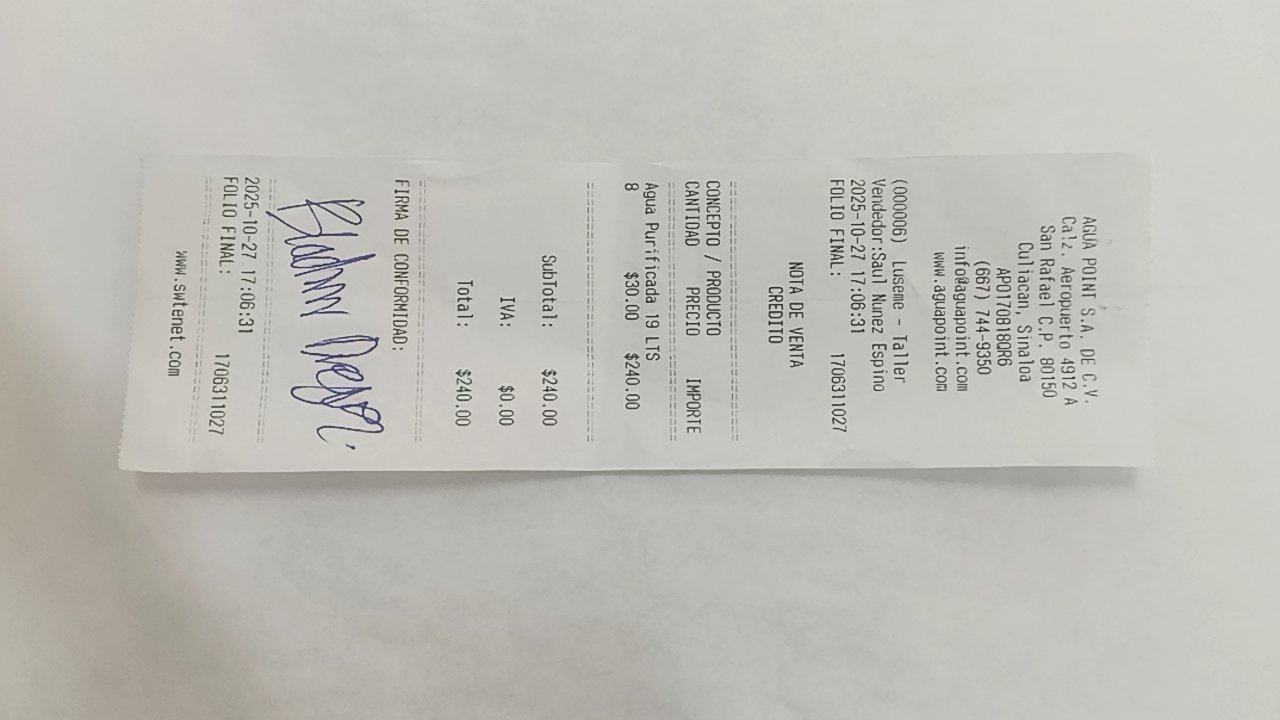 AGUA POINT S.A. DE C.V.
Calz. Aeropuerto 4912 A
San Rafael C.P. 80150
Culiacan, Sinaloa
APO170818QR6
(667) 744-9350
info@aguapoint.com
www.aguapoint.com
(000006) Luseme - Taller
Vendedor:Saul Nunez Espino
2025-10-27 17:06:31
FOLIO FINAL: 1706311027
NOTA DE VENTA
CREDITO
CONCEPTO / PRODUCTO
CANTIDAD PRECIO IMPORTE
Agua Purificada 19 LTS
8 $30.00 $240.00
SubTotal: $240.00
IVA: $0.00
Total: $240.00
FIRMA DE CONFORMIDAD:
2025-10-27 17:06:31
FOLIO FINAL: 1706311027
www.swtenet.com